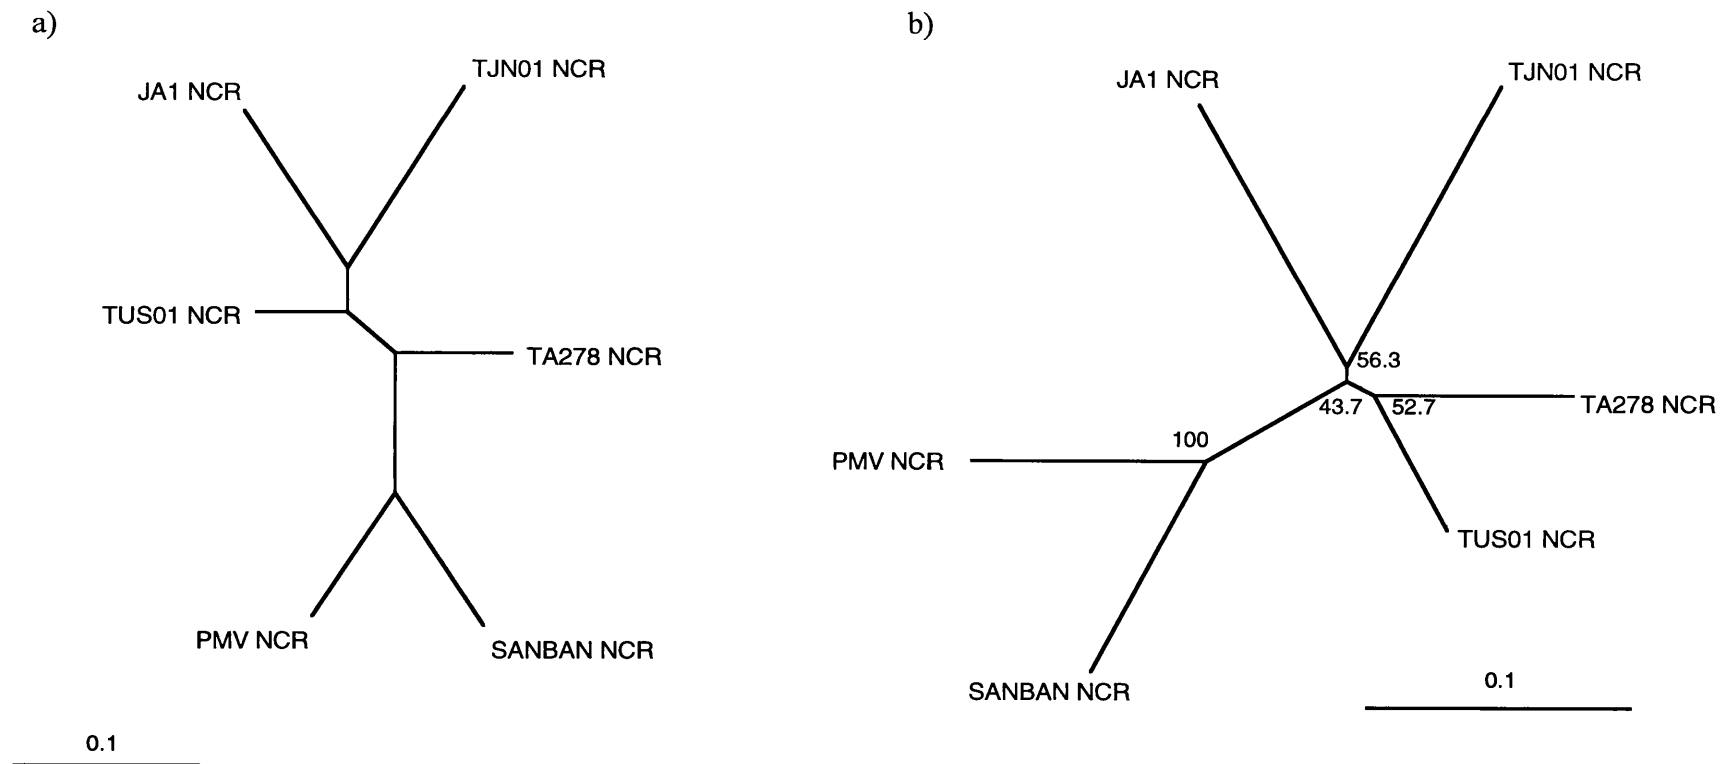 a)
JA1 NCR
TJN01 NCR
TUS01 NCR
TA278 NCR
PMV NCR
SANBAN NCR
0.1
b)
JA1 NCR
TJN01 NCR
56.3
43.7
52.7
TA278 NCR
100
PMV NCR
TUS01 NCR
SANBAN NCR
0.1